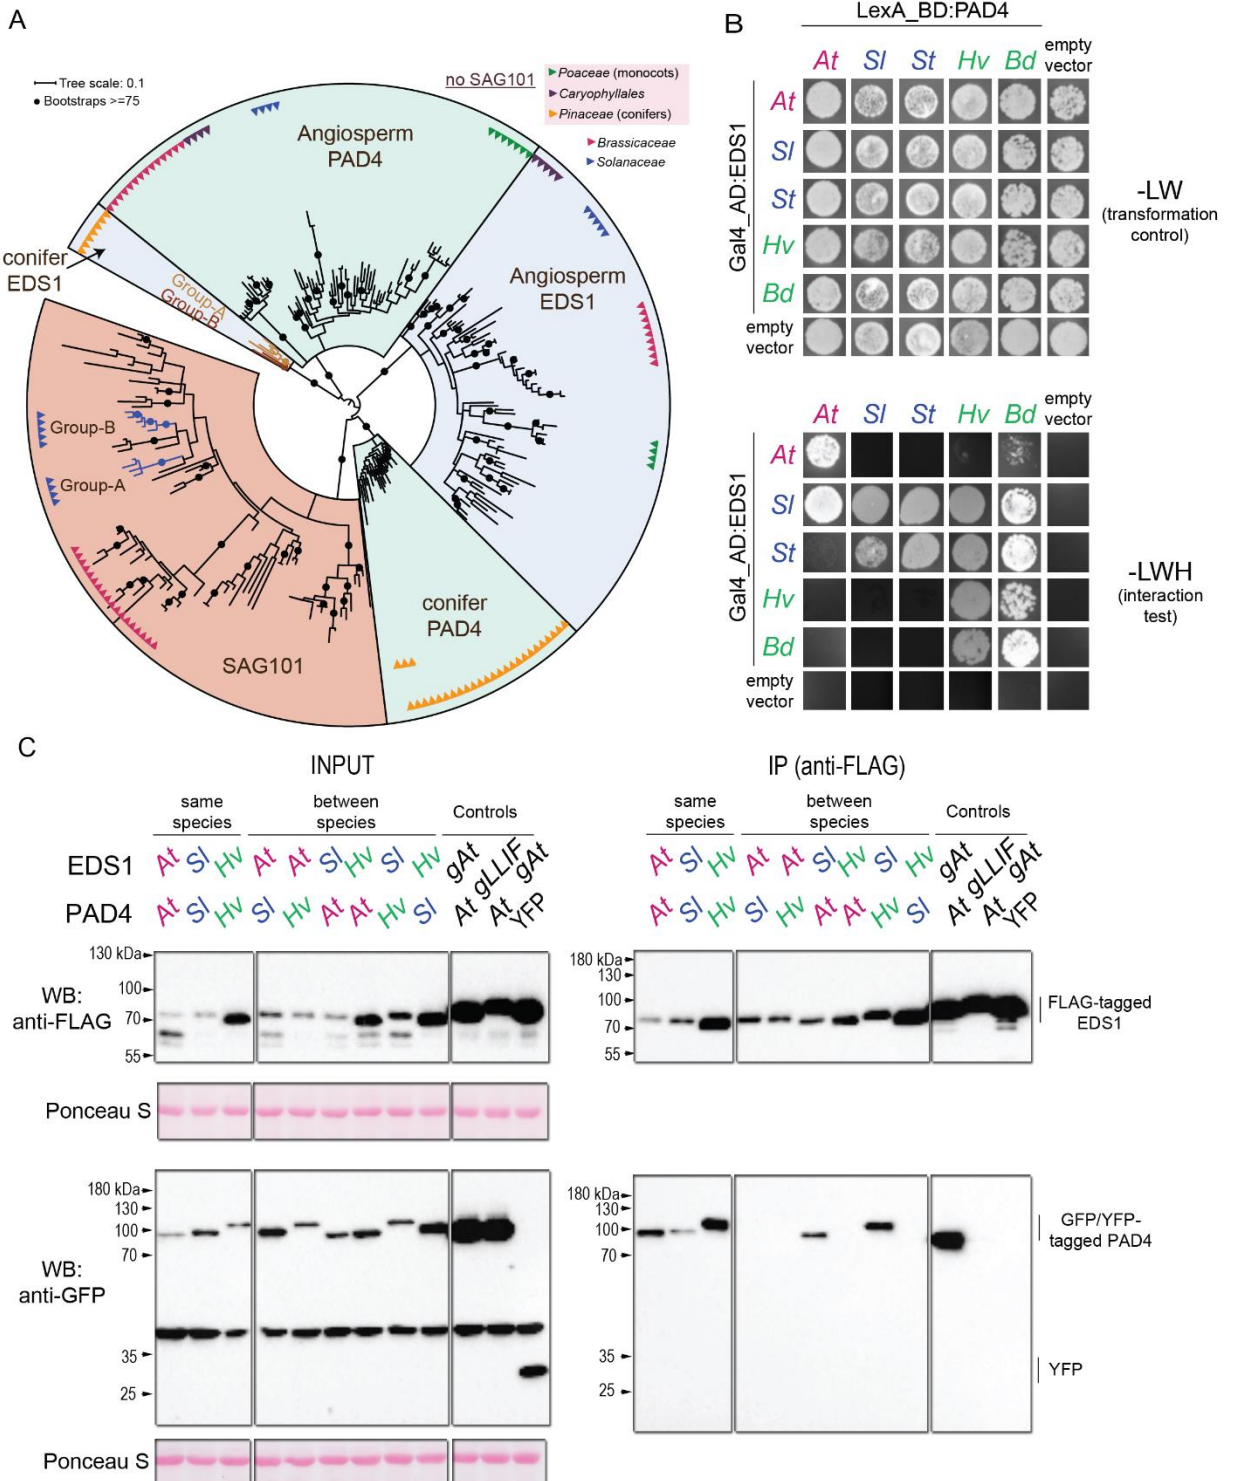 A
Tree scale: 0.1
Bootstraps >=75
no SAG101
Poaceae (monocots)
Caryophyllales
Pinaceae (conifers)
Brassicaceae
Solanaceae
Angiosperm
PAD4
conifer
EDS1
Group-A
Group-B
Angiosperm
EDS1
Group-B
Group-A
SAG101
conifer
PAD4
B
LexA_BD:PAD4
At Sl St Hv Bd empty vector
Gal4_AD:EDS1
At
Sl
St
Hv
Bd
empty
vector
-LW
(transformation
control)
At Sl St Hv Bd empty vector
Gal4_AD:EDS1
At
Sl
St
Hv
Bd
empty
vector
-LWH
(interaction
test)
C
INPUT
same species
between species
Controls
EDS1 At Sl Hv At At Sl Hv Sl Hv gAt gLLIF gAt
PAD4 At Sl Hv Sl Hv At At Hv Sl At At YFP
WB:
anti-FLAG
130 kDa
100
70
55
Ponceau S
WB:
anti-GFP
180 kDa
130
100
70
35
25
Ponceau S
IP (anti-FLAG)
same species
between species
Controls
At Sl Hv At At Sl Hv Sl Hv gAt gLLIF gAt
At Sl Hv Sl Hv At At Hv Sl At At YFP
180 kDa
130
100
70
55
FLAG-tagged
EDS1
180 kDa
130
100
70
35
25
GFP/YFP-
tagged PAD4
YFP